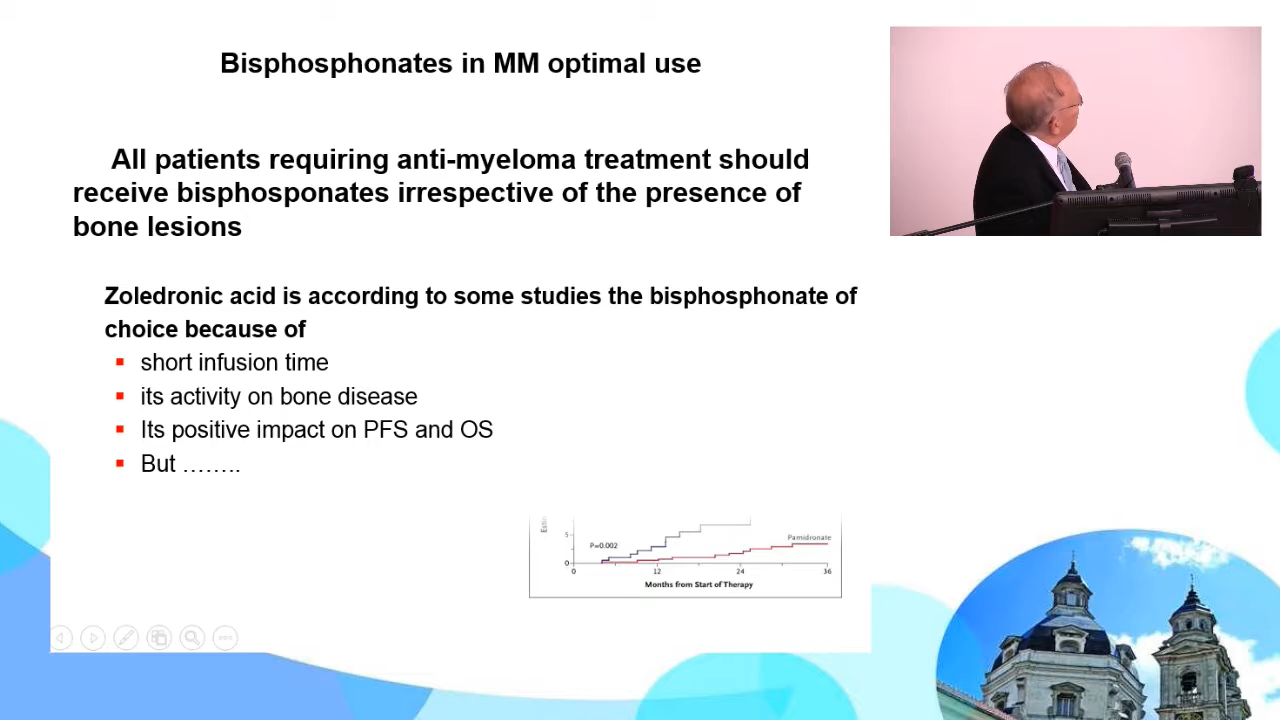 Bisphosphonates in MM optimal use
All patients requiring anti-myeloma treatment should
receive bisphosponates irrespective of the presence of
bone lesions
Zoledronic acid is according to some studies the bisphosphonate of
choice because of
short infusion time
its activity on bone disease
Its positive impact on PFS and OS
But ……..
5
P=0.002
Pamidronate
0
0 12 24 36
Months from Start of Therapy